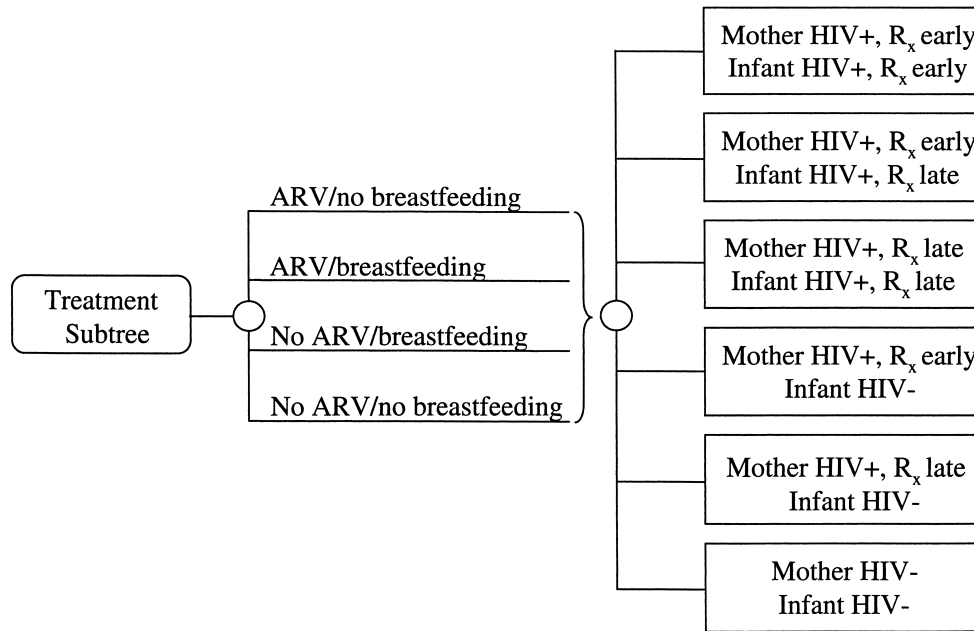 Treatment
Subtree
ARV/no breastfeeding
ARV/breastfeeding
No ARV/breastfeeding
No ARV/no breastfeeding
Mother HIV+, Rx early
Infant HIV+, Rx early
Mother HIV+, Rx early
Infant HIV+, Rx late
Mother HIV+, Rx late
Infant HIV+, Rx late
Mother HIV+, Rx early
Infant HIV-
Mother HIV+, Rx late
Infant HIV-
Mother HIV-
Infant HIV-